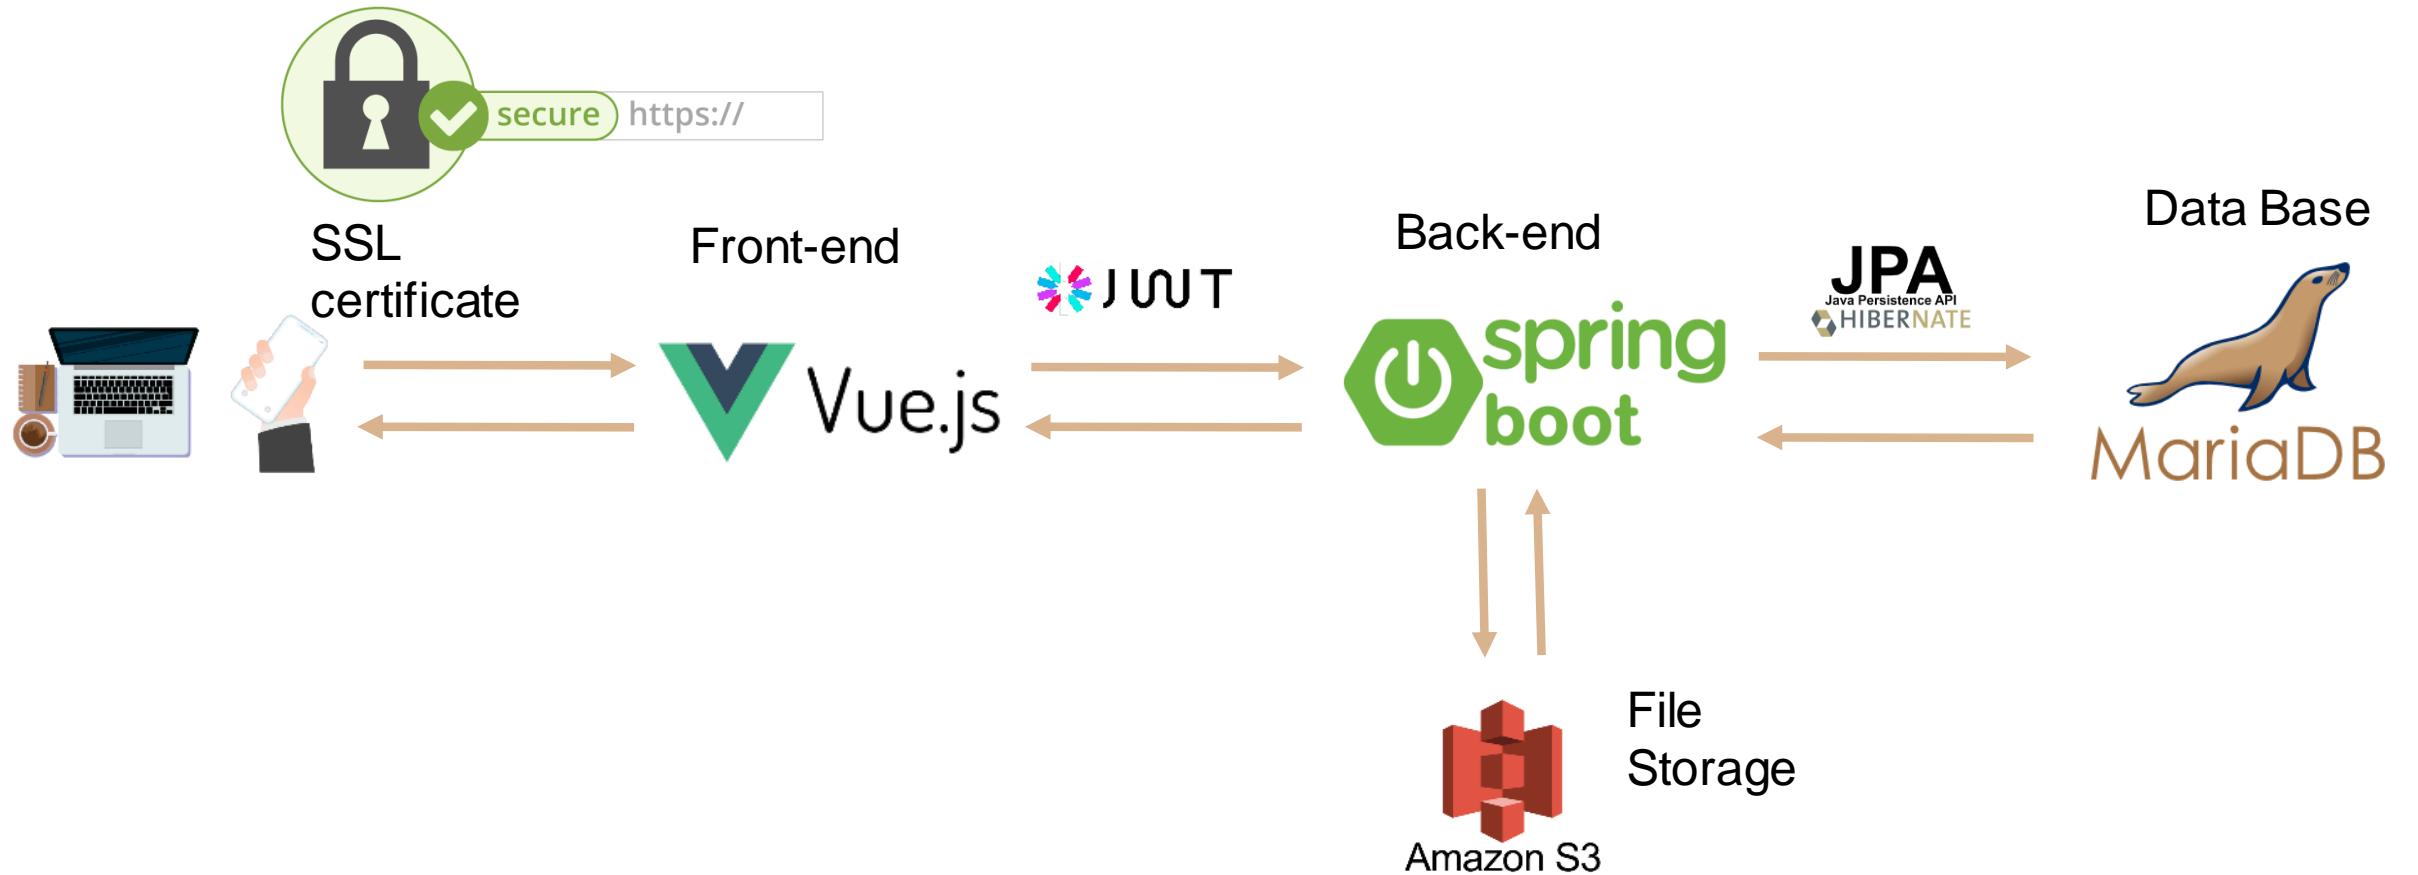 secure https://
SSL
certificate
Front-end
JWT
Back-end
JPA
Java Persistence API
HIBERNATE
Data Base
Vue.js
spring
boot
MariaDB
File
Storage
Amazon S3